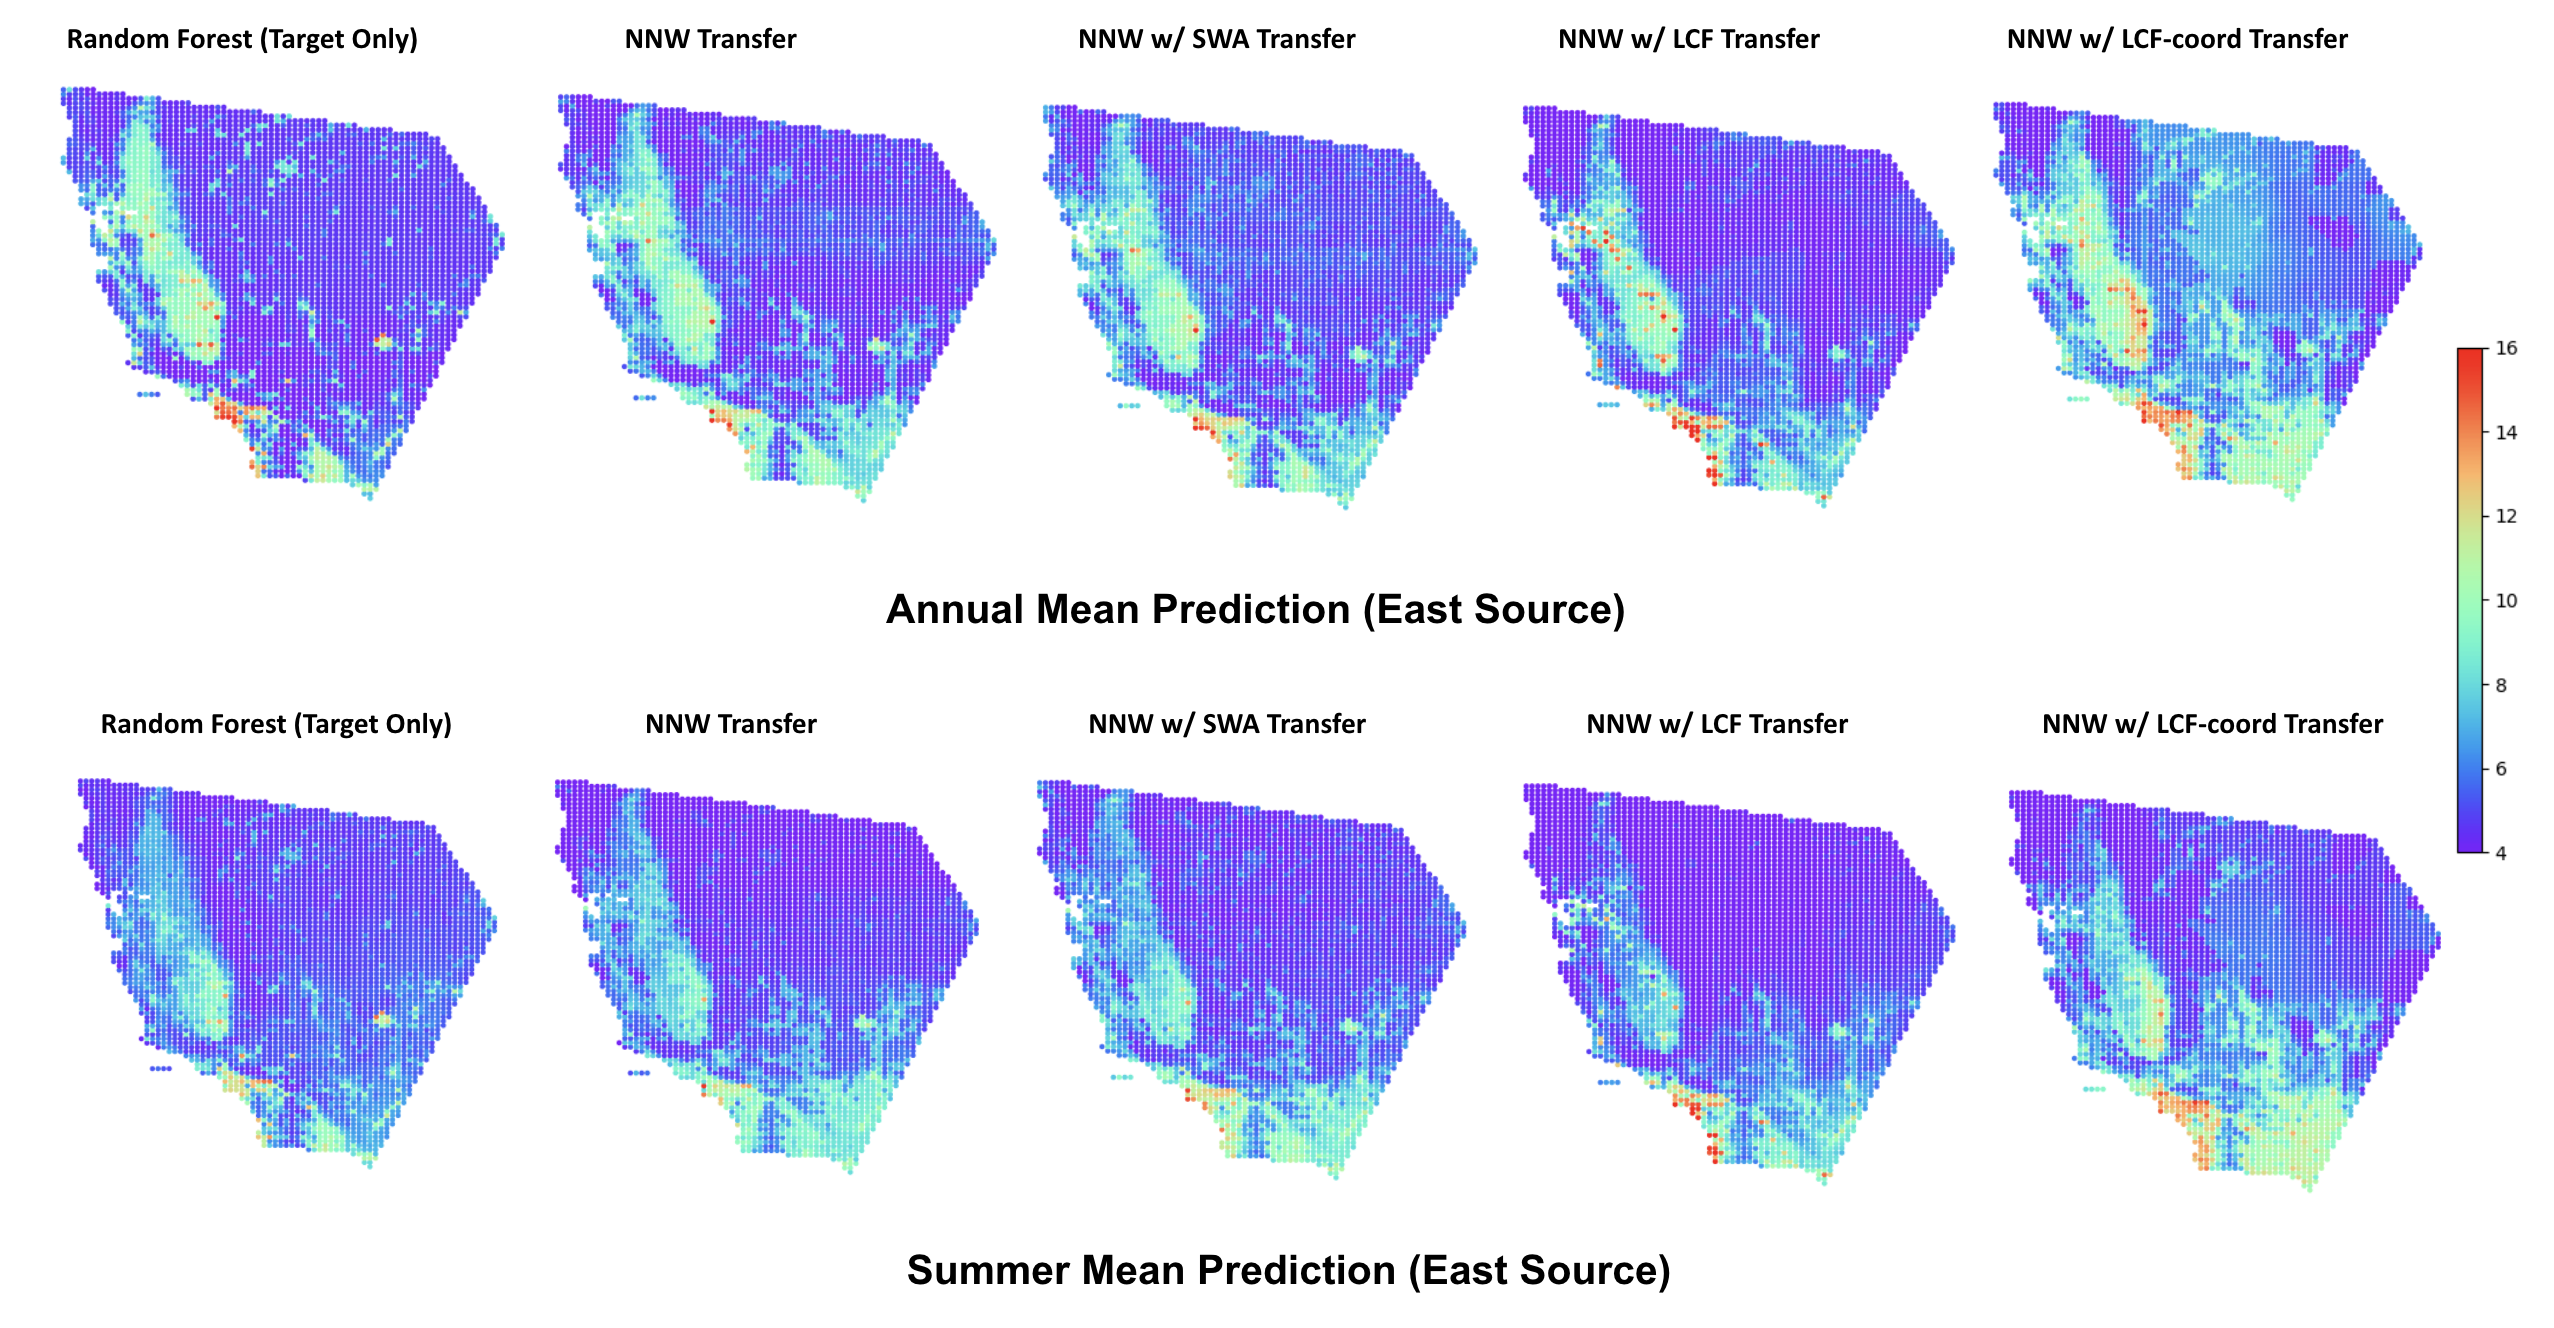 Random Forest (Target Only)
NNW Transfer
NNW w/ SWA Transfer
NNW w/ LCF Transfer
NNW w/ LCF-coord Transfer
Annual Mean Prediction (East Source)
16
14
12
10
8
6
4
Random Forest (Target Only)
NNW Transfer
NNW w/ SWA Transfer
NNW w/ LCF Transfer
NNW w/ LCF-coord Transfer
Summer Mean Prediction (East Source)